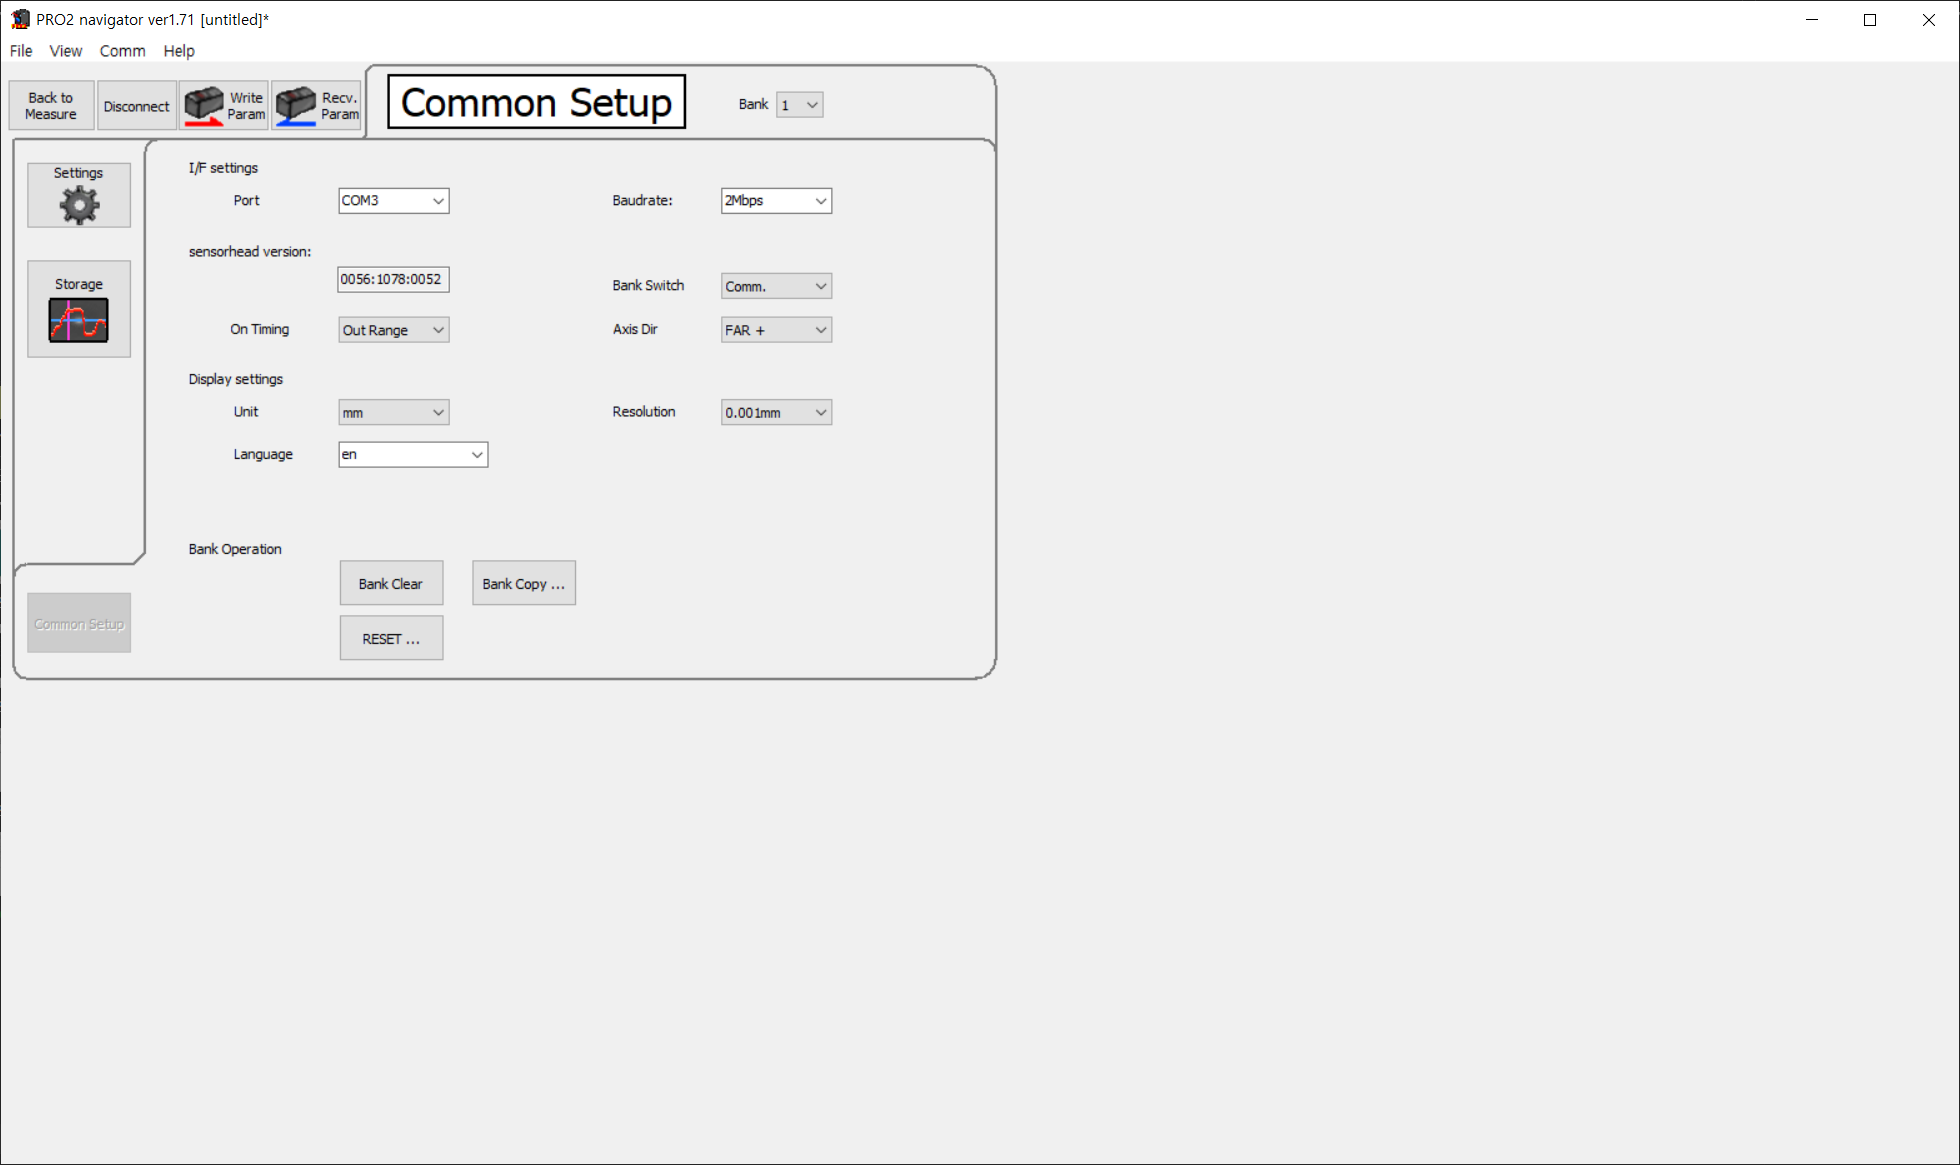 PRO2 navigator ver1.71 [untitled]*
File View Comm Help
Back to Measure
Disconnect
Write Param
Recv. Param
Common Setup
Bank 1
Settings
Storage
Common Setup
I/F settings
Port COM3 Baudrate: 2Mbps
sensorhead version:
0056:1078:0052
Bank Switch Comm.
On Timing Out Range Axis Dir FAR +
Display settings
Unit mm Resolution 0.001mm
Language en
Bank Operation
Bank Clear Bank Copy ...
RESET ...